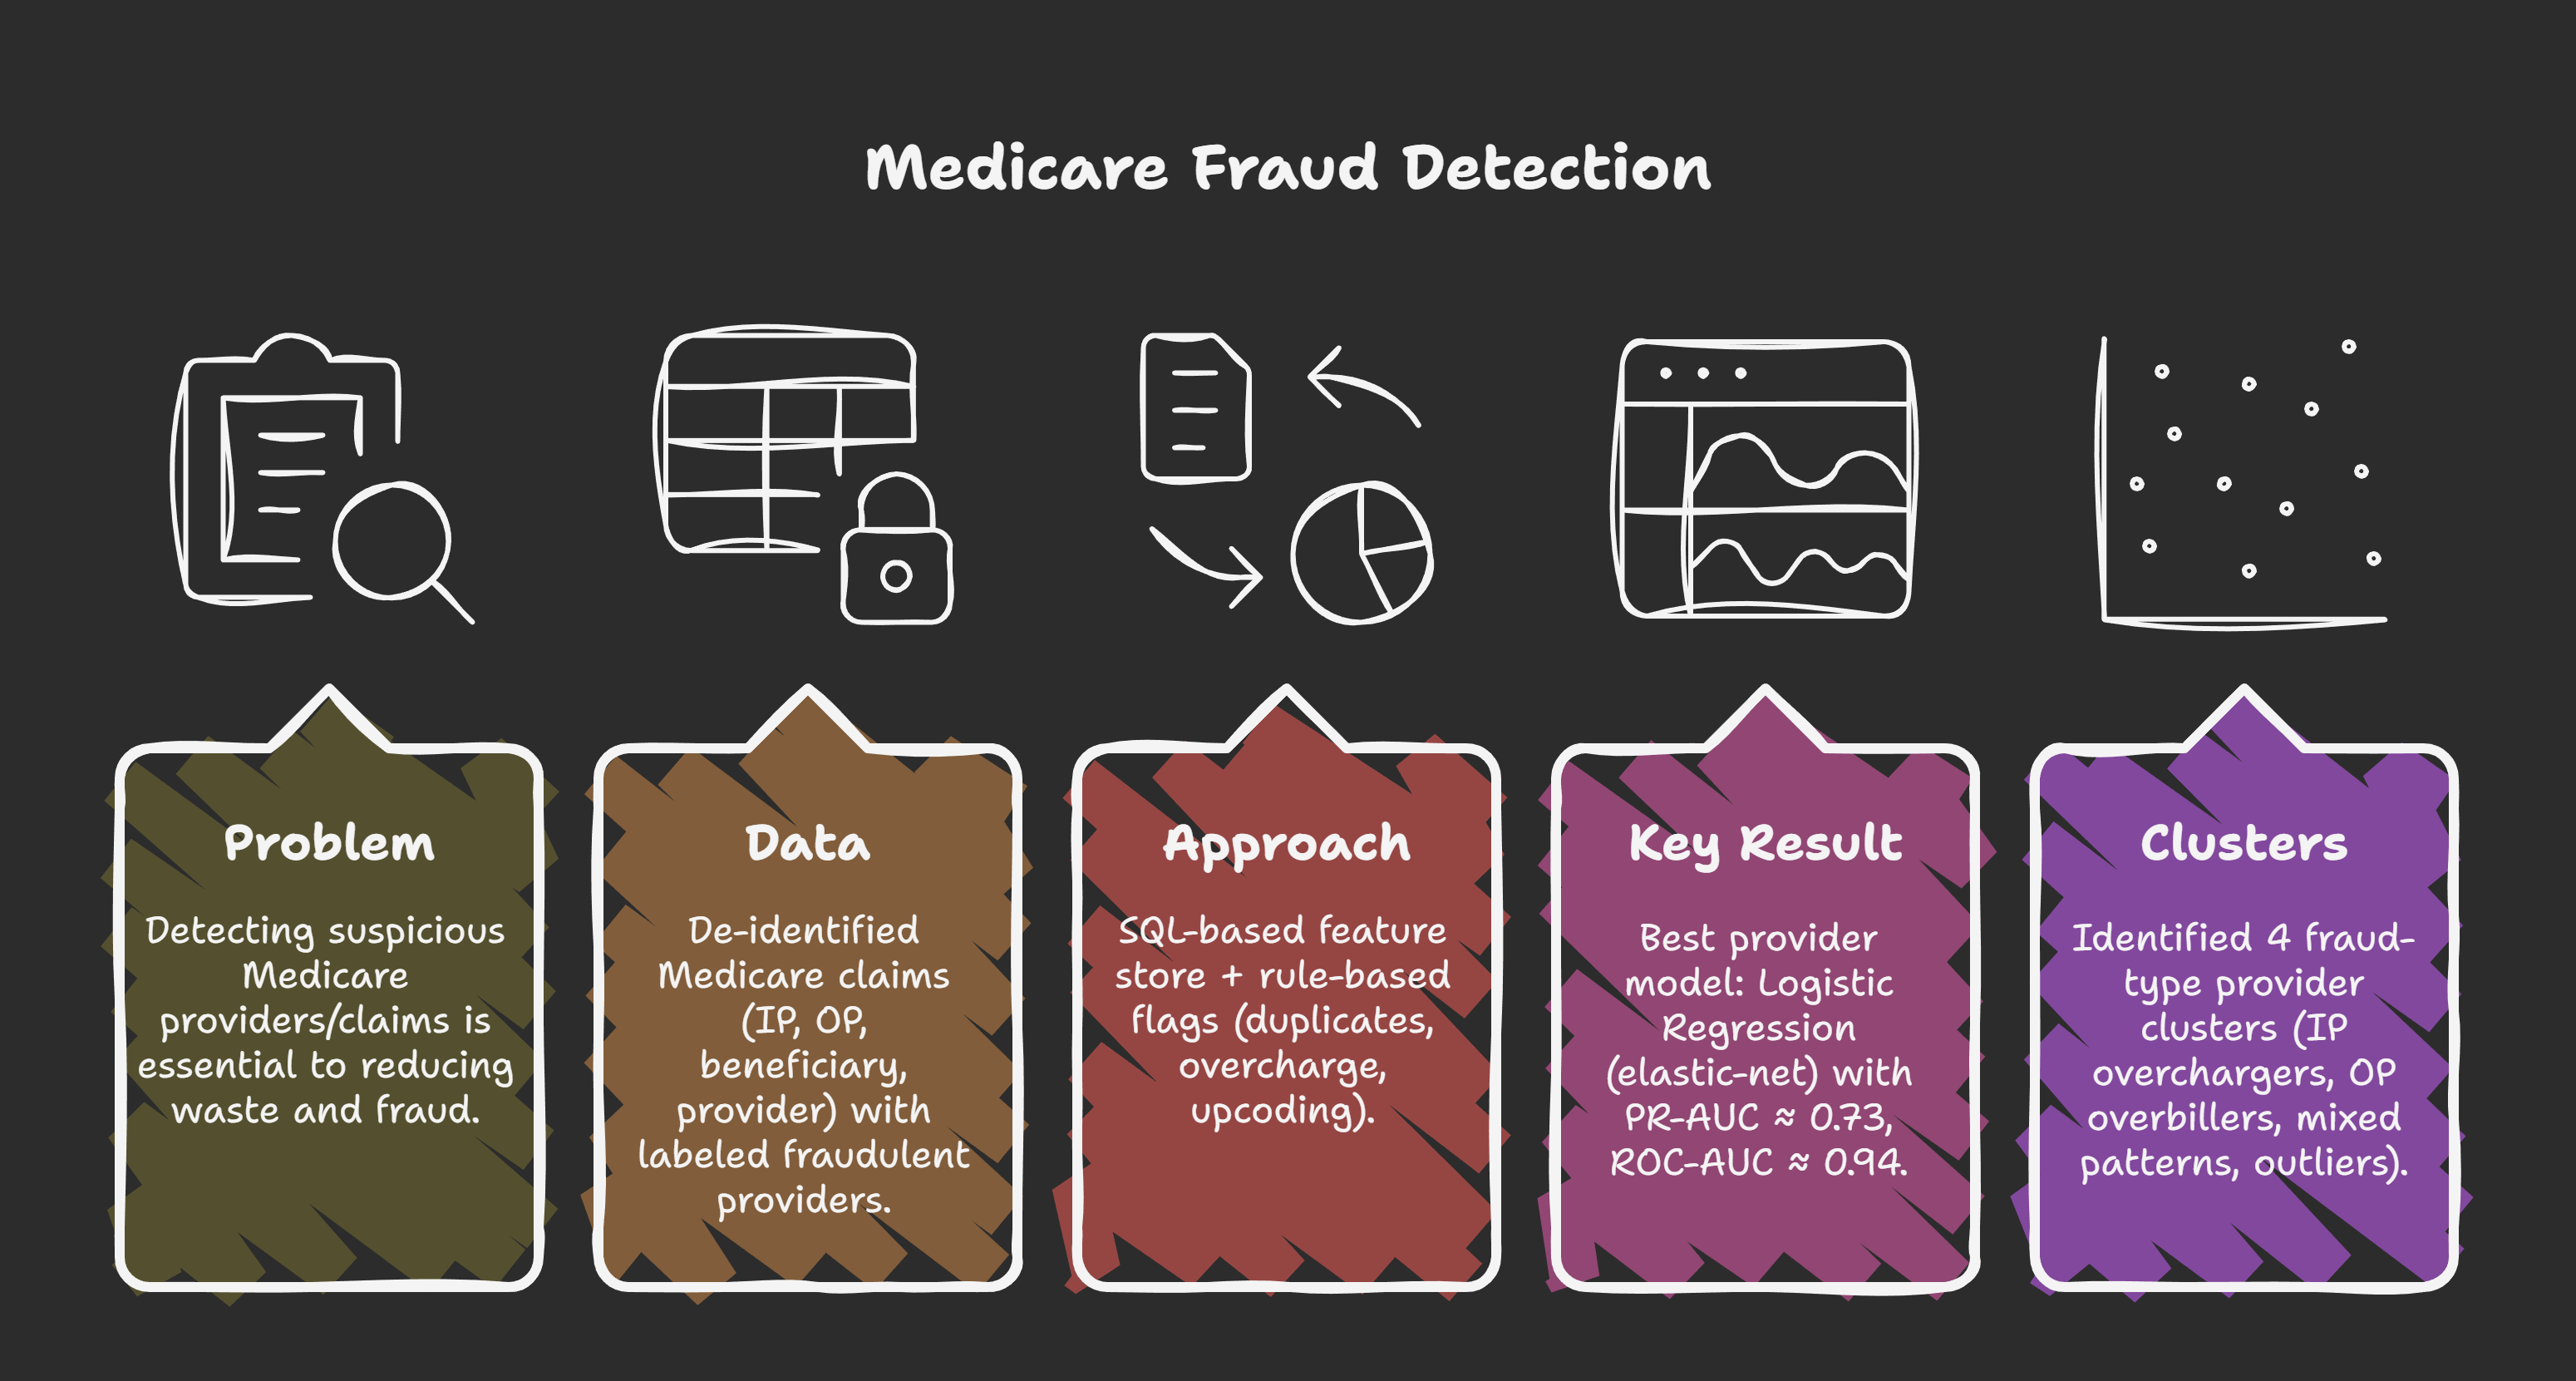 Medicare Fraud Detection
Problem
Detecting suspicious
Medicare
providers/claims is
essential to reducing
waste and fraud.
Data
De-identified
Medicare claims
(IP, OP,
beneficiary,
provider) with
labeled fraudulent
providers.
Approach
SQL-based feature
store + rule-based
flags (duplicates,
overcharge,
upcoding).
Key Result
Best provider
model: Logistic
Regression
(elastic-net) with
PR-AUC ≈ 0.73,
ROC-AUC ≈ 0.94.
Clusters
Identified 4 fraud-
type provider
clusters (IP
overchargers, OP
overbillers, mixed
patterns, outliers).